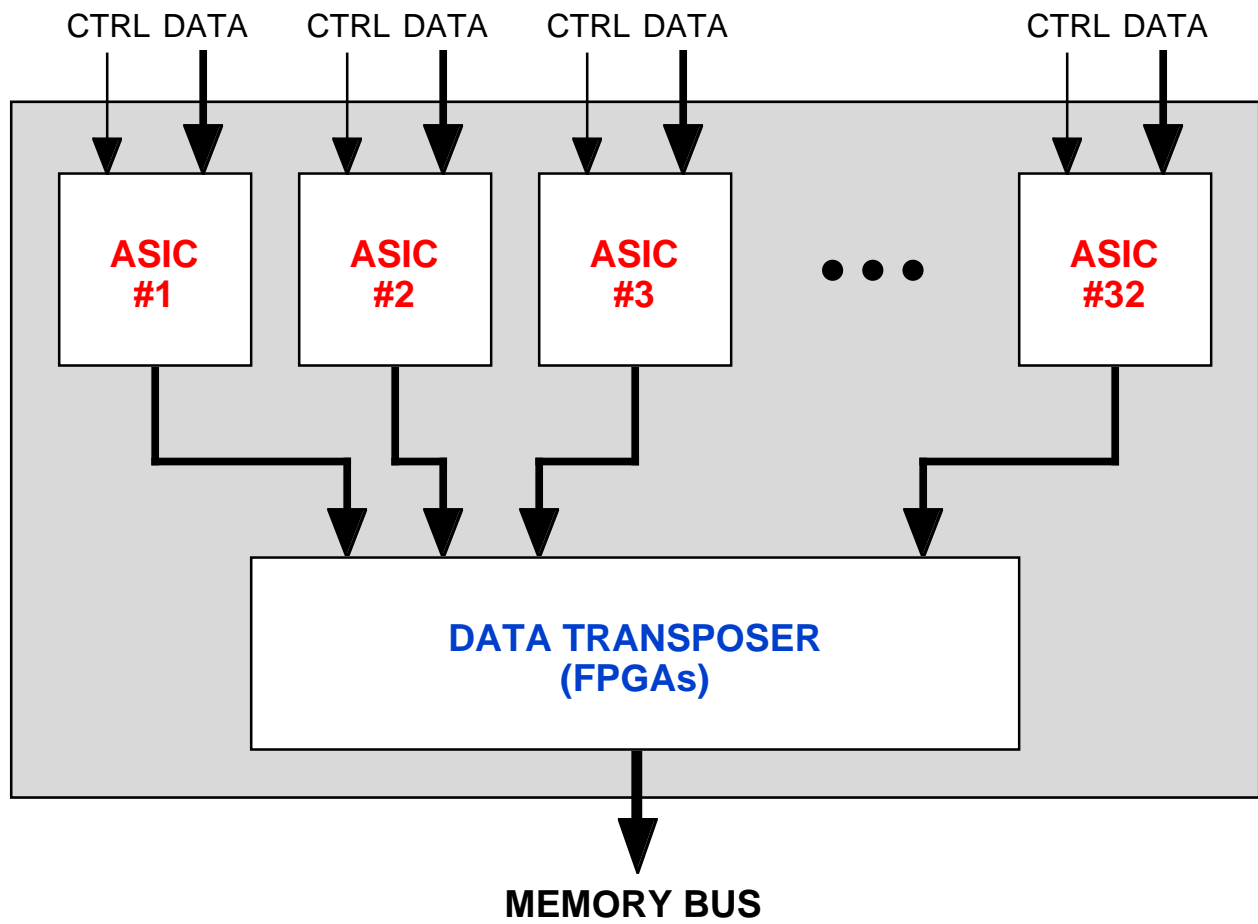 CTRL DATA CTRL DATA CTRL DATA CTRL DATA
ASIC
#1
ASIC
#2
ASIC
#3
ASIC
#32
DATA TRANSPOSER
(FPGAs)
MEMORY BUS